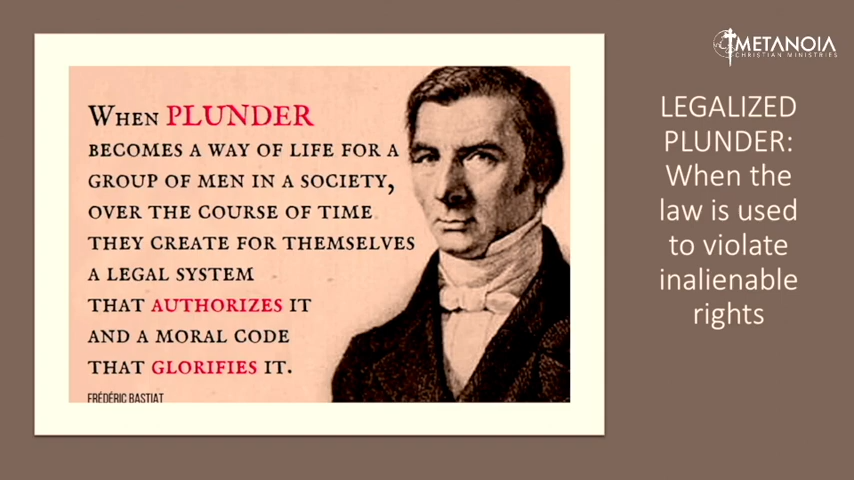 WHEN PLUNDER
BECOMES A WAY OF LIFE FOR A
GROUP OF MEN IN A SOCIETY,
OVER THE COURSE OF TIME
THEY CREATE FOR THEMSELVES
A LEGAL SYSTEM
THAT AUTHORIZES IT
AND A MORAL CODE
THAT GLORIFIES IT.
FRÉDÉRIC BASTIAT
METANOIA
CHRISTIAN MINISTRIES
LEGALIZED
PLUNDER:
When the
law is used
to violate
inalienable
rights